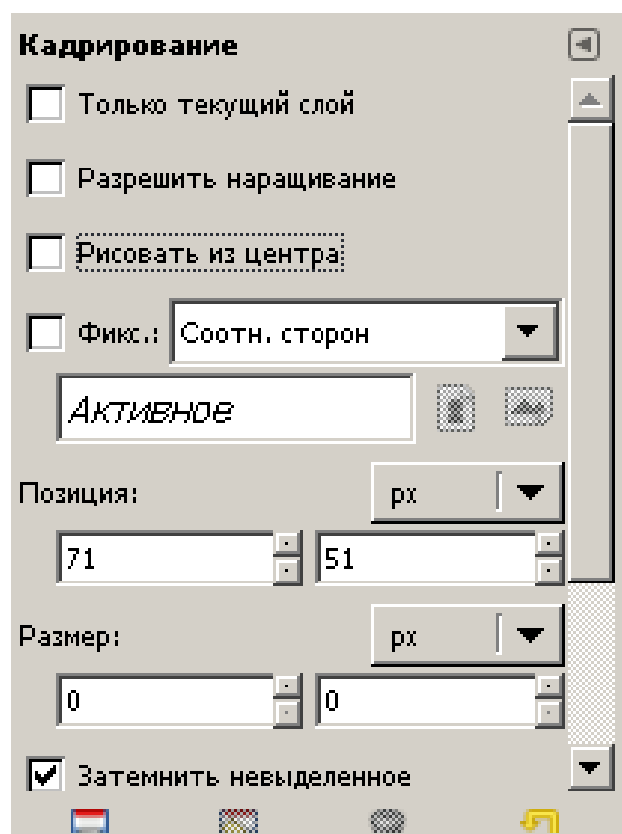 Кадрирование
Только текущий слой
Разрешить наращивание
Рисовать из центра
Фикс.: Соотн. сторон
Активное
Позиция: px
71 51
Размер: px
0 0
Затемнить невыделенное